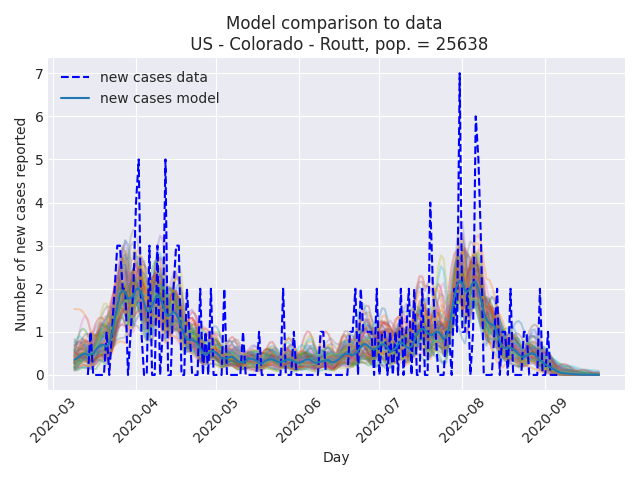 Model comparison to data
US - Colorado - Routt, pop. = 25638
new cases data
new cases model
Number of new cases reported
7
6
5
4
3
2
1
0
2020-03
2020-04
2020-05
2020-06
2020-07
2020-08
2020-09
Day